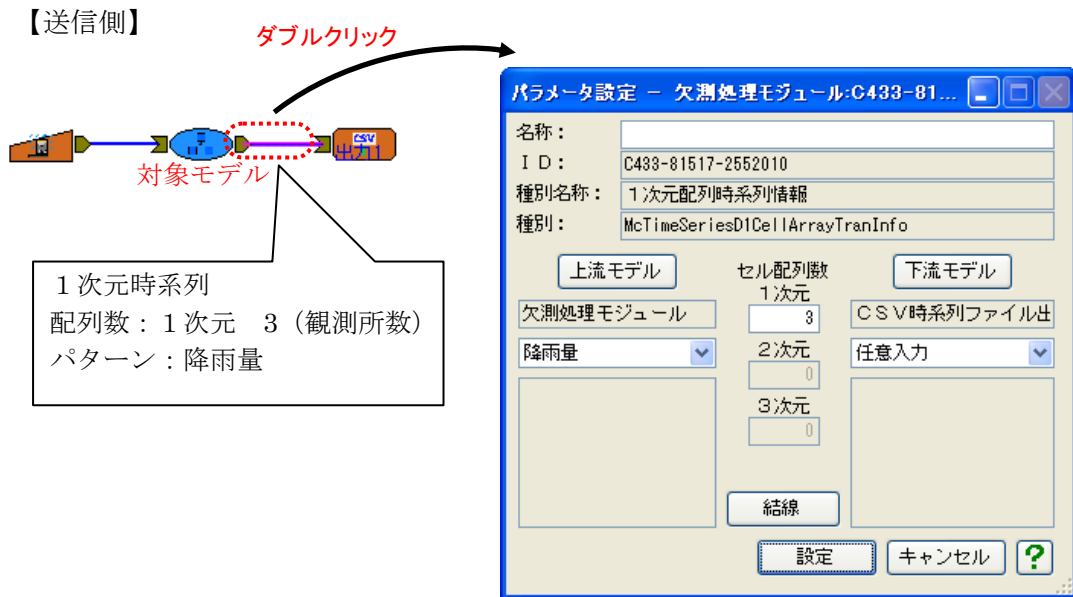 【送信側】
ダブルクリック
CSV
出力1
対象モデル
1次元時系列
配列数：1次元　3（観測所数）
パターン：降雨量
パラメータ設定 － 欠測処理モジュール:C433-81...
名称：
ＩＤ： C433-81517-2552010
種別名称： 1次元配列時系列情報
種別： McTimeSeriesD1CellArrayTranInfo
上流モデル セル配列数 下流モデル
1次元
欠測処理モジュール 3 ＣＳＶ時系列ファイル出
降雨量 2次元 任意入力
0
3次元
0
結線
設定 キャンセル ?